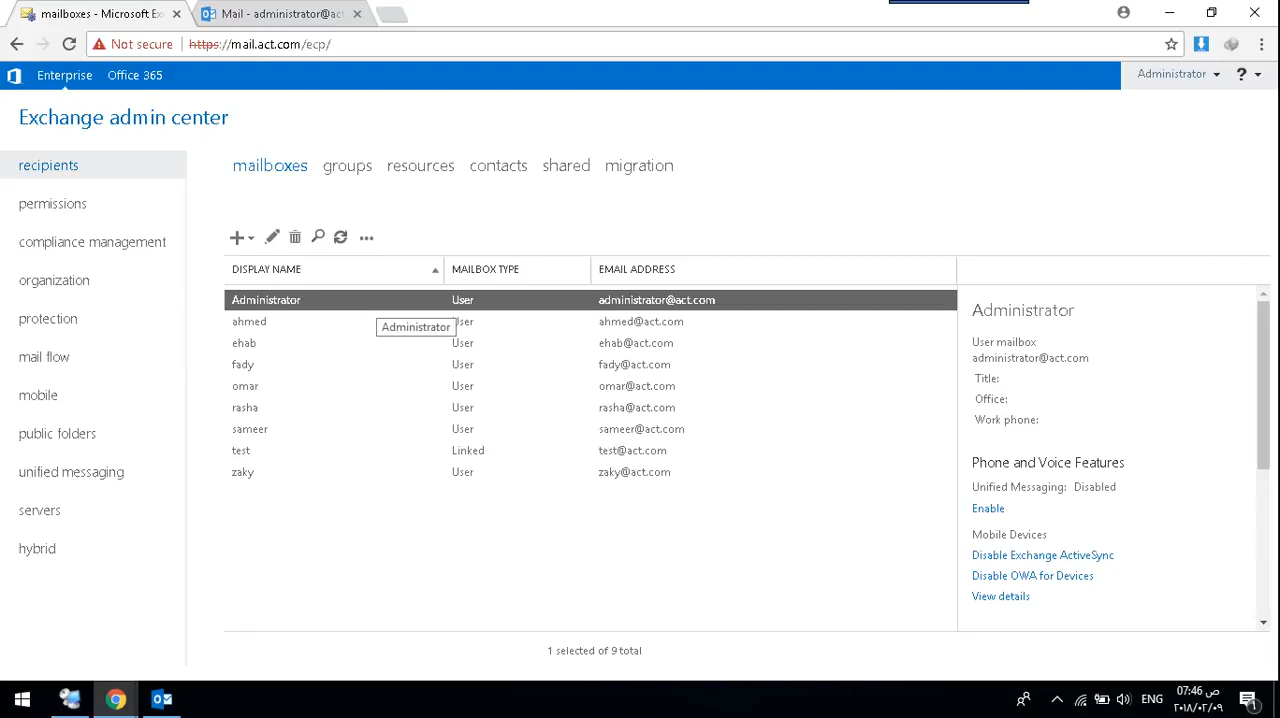 mailboxes - Microsoft Ex
Mail - administrator@act
Not secure
https://mail.act.com/ecp/
Enterprise Office 365
Administrator ?
Exchange admin center
recipients
permissions
compliance management
organization
protection
mail flow
mobile
public folders
unified messaging
servers
hybrid
mailboxes groups resources contacts shared migration
DISPLAY NAME MAILBOX TYPE EMAIL ADDRESS
Administrator User administrator@act.com
ahmed User ahmed@act.com
Administrator
ehab User ehab@act.com
fady User fady@act.com
omar User omar@act.com
rasha User rasha@act.com
sameer User sameer@act.com
test Linked test@act.com
zaky User zaky@act.com
1 selected of 9 total
Administrator
User mailbox
administrator@act.com
Title:
Office:
Work phone:
Phone and Voice Features
Unified Messaging: Disabled
Enable
Mobile Devices
Disable Exchange ActiveSync
Disable OWA for Devices
View details
ENG
07:46 ص
٢٠١٨/٠٢/٠٩
1